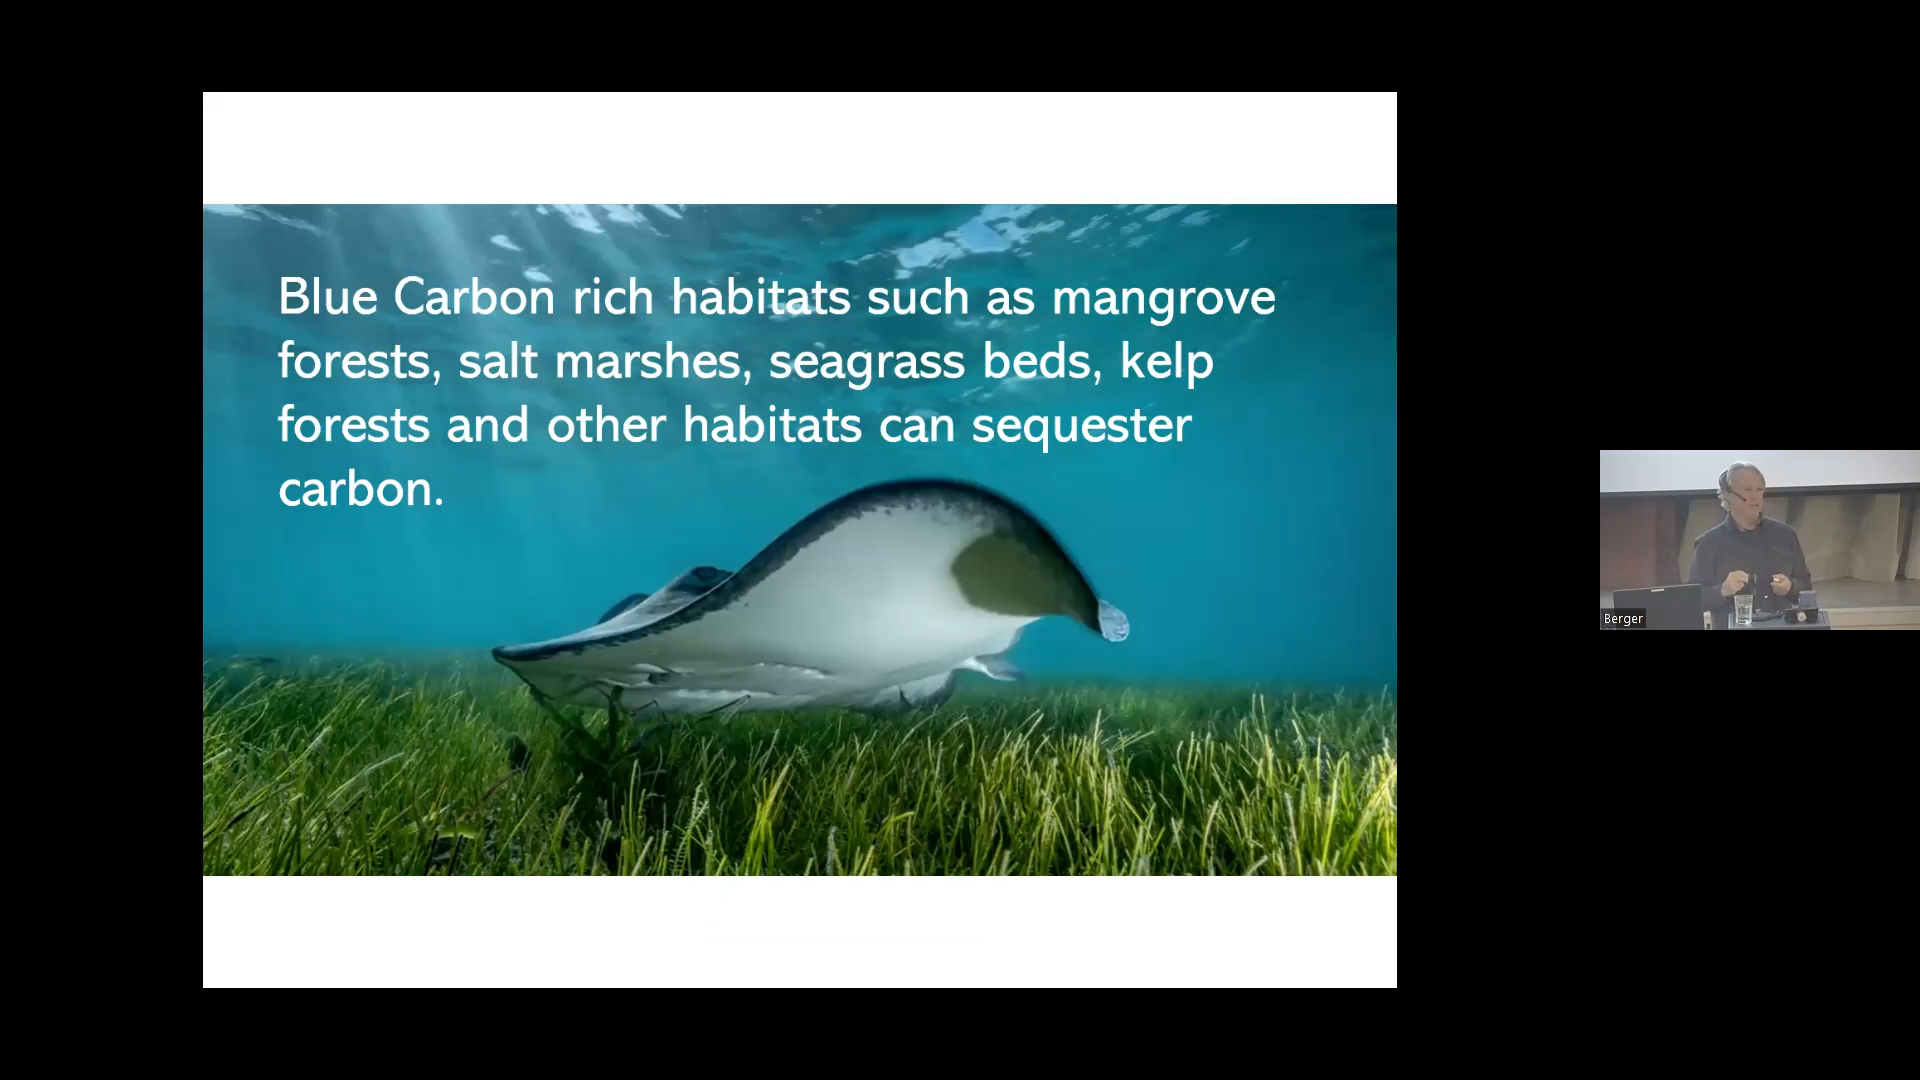 Blue Carbon rich habitats such as mangrove
forests, salt marshes, seagrass beds, kelp
forests and other habitats can sequester
carbon.
Berger